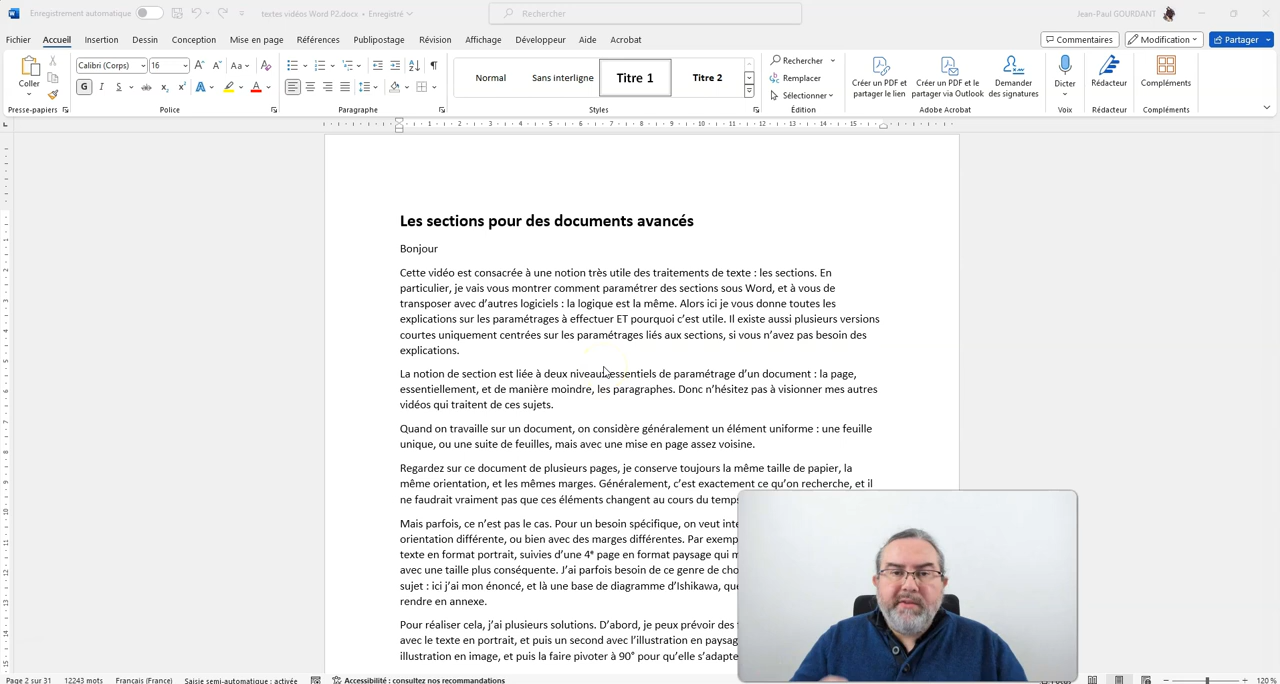 Enregistrement automatique
textes vidéos Word P2.docx • Enregistré
Rechercher
Jean-Paul GOURDANT
Fichier Accueil Insertion Dessin Conception Mise en page Références Publipostage Révision Affichage Développeur Aide Acrobat
Commentaires Modification Partager
Coller
Presse-papiers
Calibri (Corps) 16
Police
Paragraphe
Normal Sans interligne Titre 1 Titre 2
Styles
Rechercher
Remplacer
Sélectionner
Édition
Créer un PDF et partager le lien
Créer un PDF et partager via Outlook
Demander des signatures
Adobe Acrobat
Dicter
Voix
Rédacteur
Rédacteur
Compléments
Compléments
Les sections pour des documents avancés
Bonjour
Cette vidéo est consacrée à une notion très utile des traitements de texte : les sections. En
particulier, je vais vous montrer comment paramétrer des sections sous Word, et à vous de
transposer avec d'autres logiciels : la logique est la même. Alors ici je vous donne toutes les
explications sur les paramétrages à effectuer ET pourquoi c'est utile. Il existe aussi plusieurs versions
courtes uniquement centrées sur les paramétrages liés aux sections, si vous n'avez pas besoin des
explications.
La notion de section est liée à deux niveaux essentiels de paramétrage d'un document : la page,
essentiellement, et de manière moindre, les paragraphes. Donc n'hésitez pas à visionner mes autres
vidéos qui traitent de ces sujets.
Quand on travaille sur un document, on considère généralement un élément uniforme : une feuille
unique, ou une suite de feuilles, mais avec une mise en page assez voisine.
Regardez sur ce document de plusieurs pages, je conserve toujours la même taille de papier, la
même orientation, et les mêmes marges. Généralement, c'est exactement ce qu'on recherche, et il
ne faudrait vraiment pas que ces éléments changent au cours du temps
Mais parfois, ce n'est pas le cas. Pour un besoin spécifique, on veut
orientation différente, ou bien avec des marges différentes. Par
texte en format portrait, suivies d'une 4e page en format paysage qui
avec une taille plus conséquente. J'ai parfois besoin de ce genre de
sujet : ici j'ai mon énoncé, et là une base de diagramme d'Ishikawa,
rendre en annexe.
Pour réaliser cela, j'ai plusieurs solutions. D'abord, je peux prévoir des
avec le texte en portrait, et puis un second avec l'illustration en
illustration en image, et puis la faire pivoter à 90° pour qu'elle
Page 2 sur 31 12243 mots Français (France) Saisie semi-automatique : activée Accessibilité : consultez nos recommandations
120 %